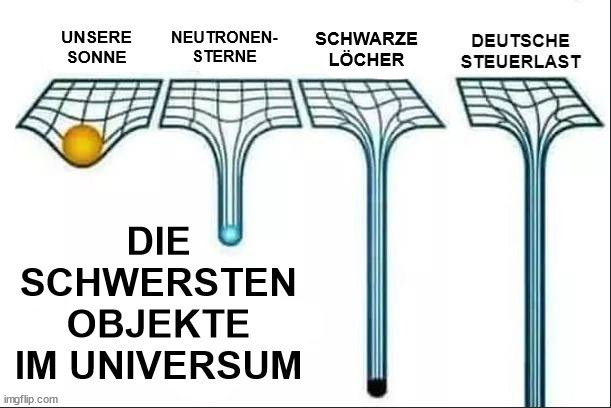 UNSERE
SONNE
NEUTRONEN-
STERNE
SCHWARZE
LÖCHER
DEUTSCHE
STEUERLAST
DIE
SCHWERSTEN
OBJEKTE
IM UNIVERSUM
imgflip.com